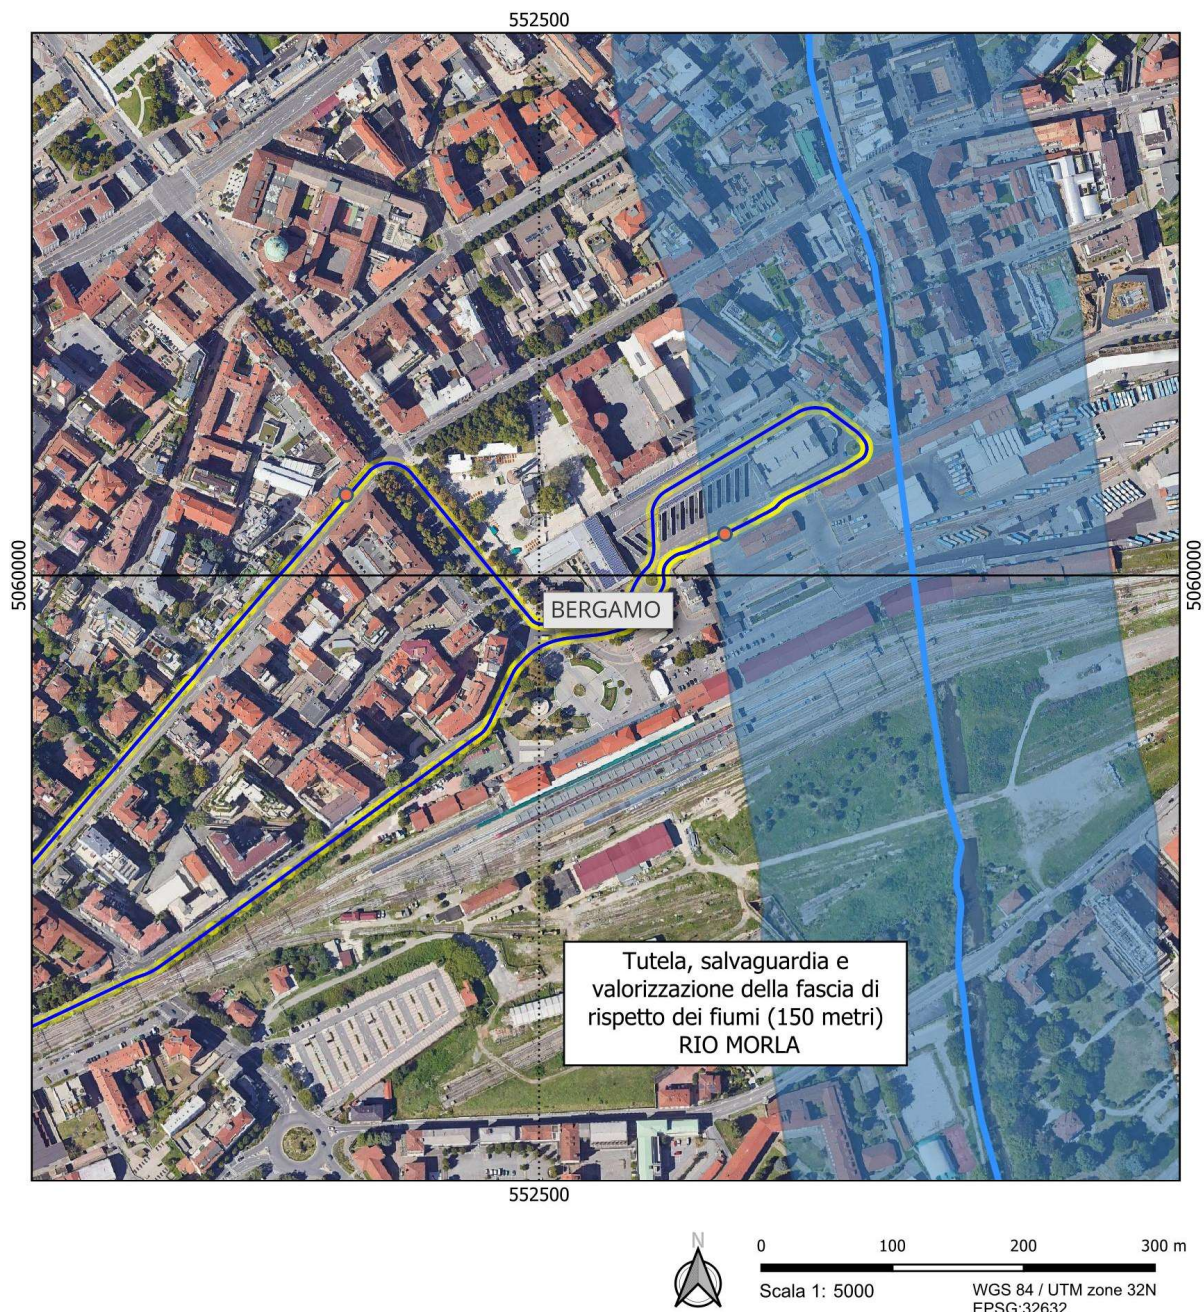 552500
5060000
5060000
BERGAMO
Tutela, salvaguardia e
valorizzazione della fascia di
rispetto dei fiumi (150 metri)
RIO MORLA
552500
N
0 100 200 300 m
Scala 1: 5000
WGS 84 / UTM zone 32N
EPSG:32632